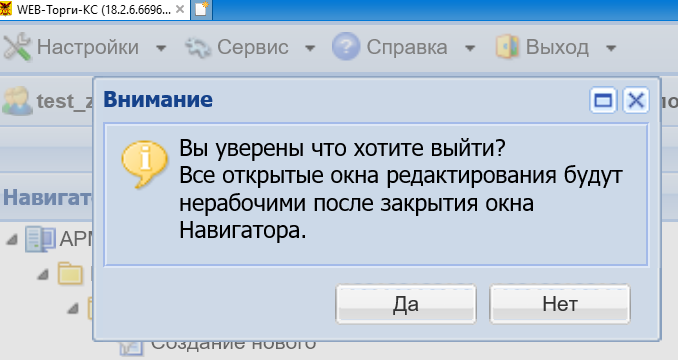 WEB-Торги-КС (18.2.6.6696...
Настройки Сервис Справка Выход
test_z
Внимание
Вы уверены что хотите выйти?
Все открытые окна редактирования будут
нерабочими после закрытия окна
Навигатора.
Навигат
АРМ
Да Нет
Создание нового